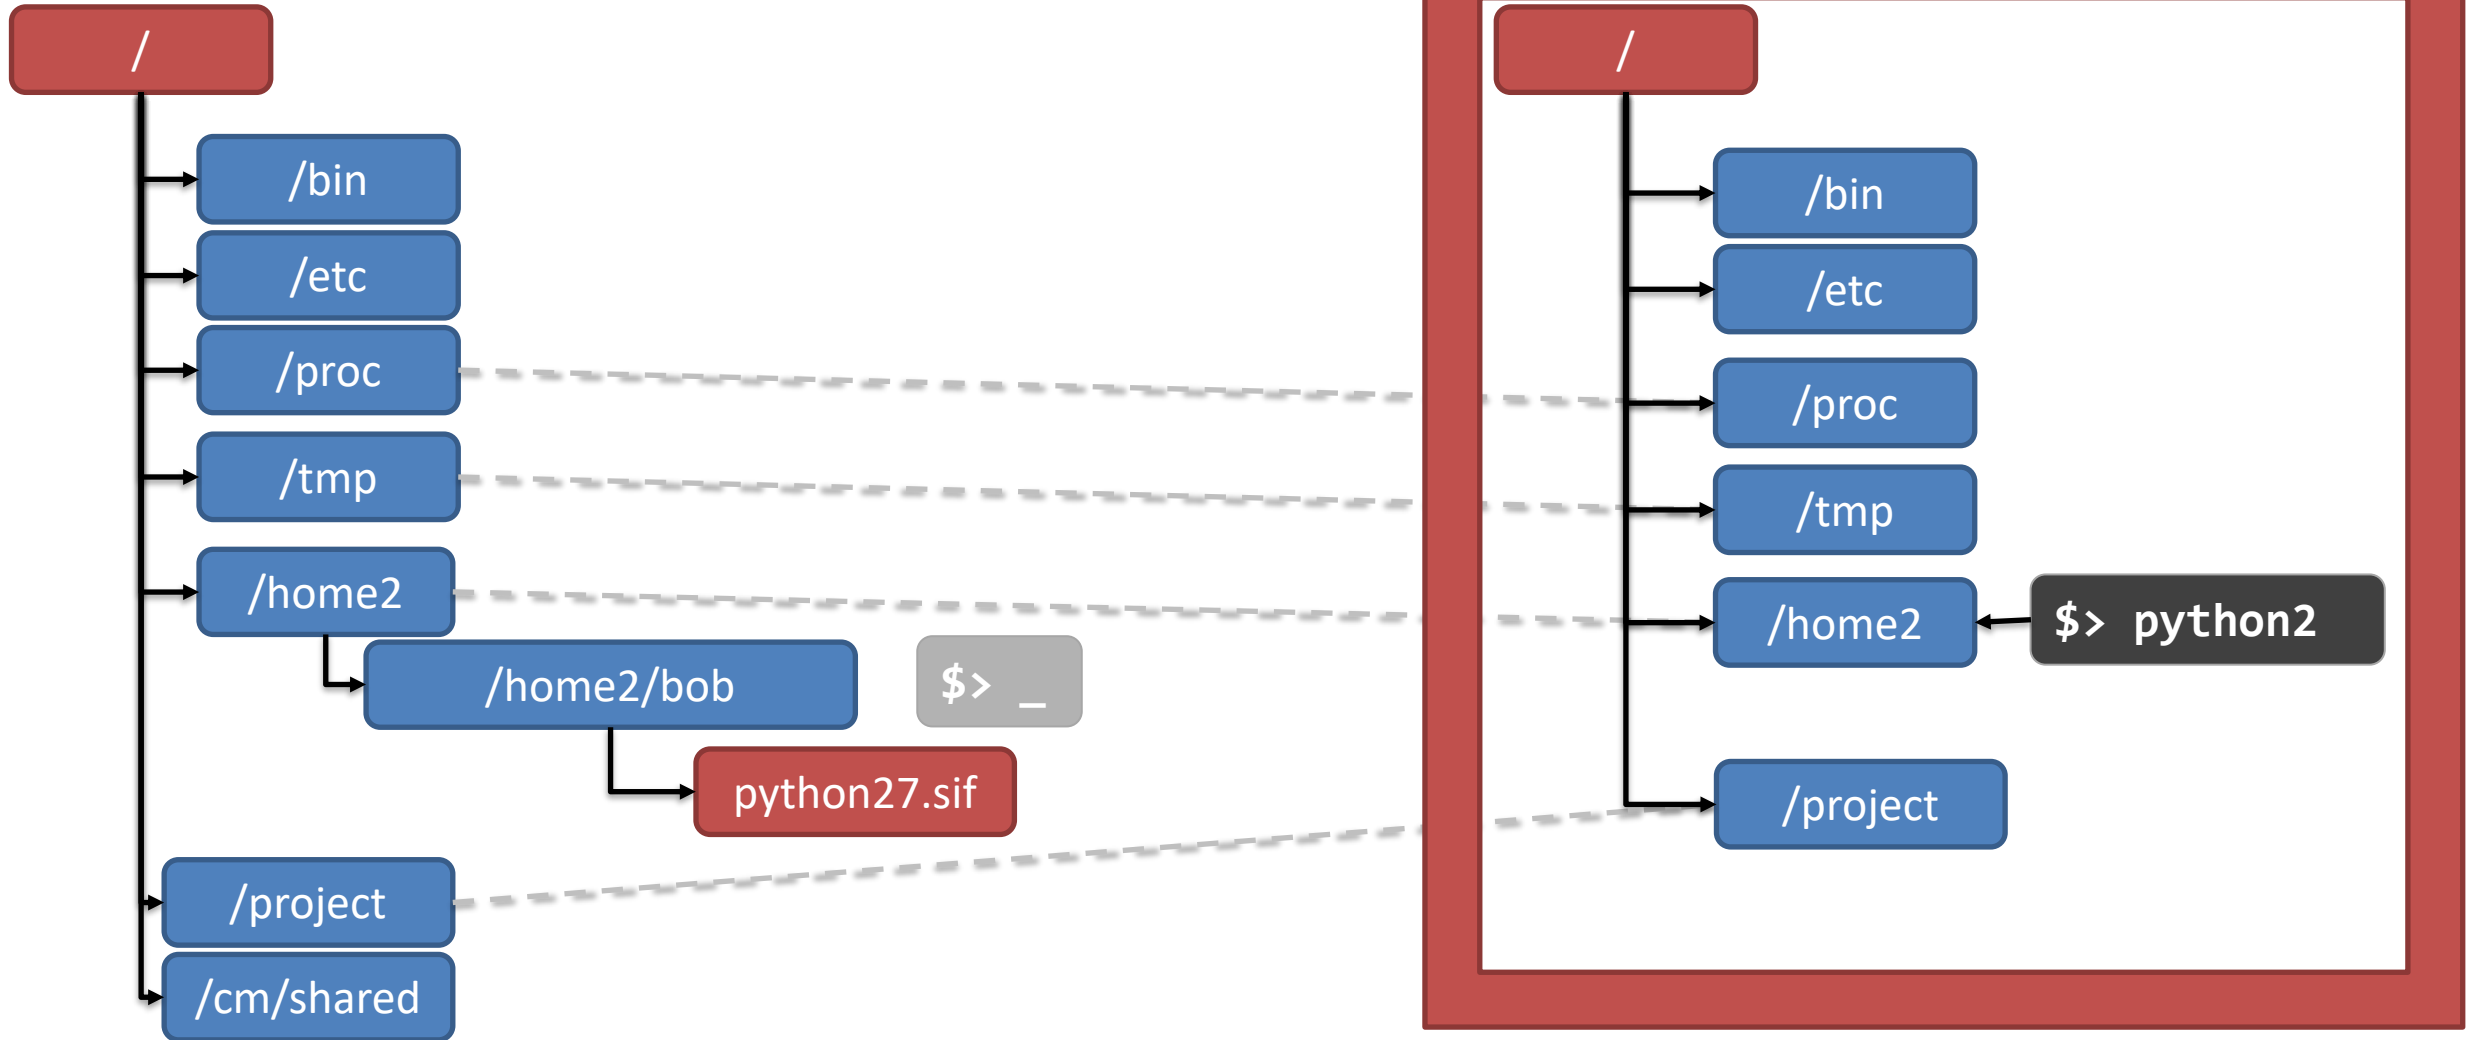 /
/bin
/etc
/proc
/tmp
/home2
/home2/bob
$> _
python27.sif
/project
/cm/shared
/
/bin
/etc
/proc
/tmp
/home2
$> python2
/project